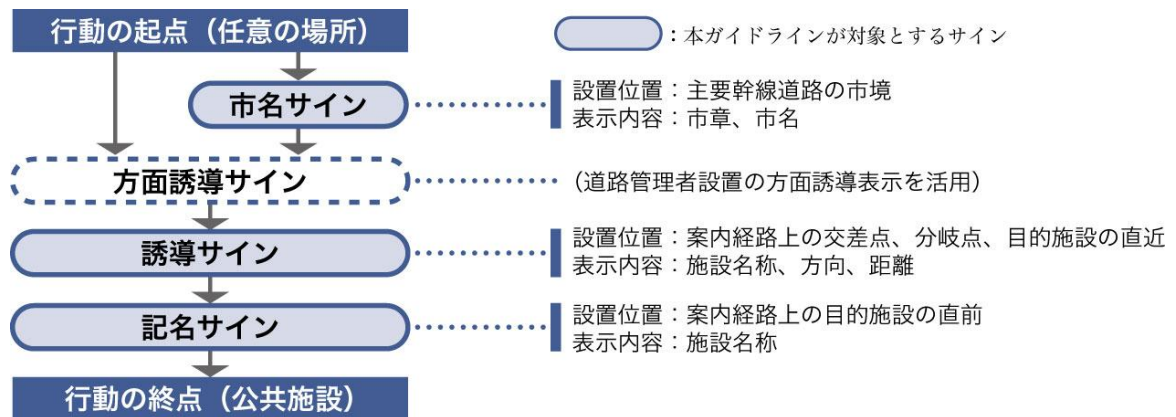 行動の起点（任意の場所）
：本ガイドラインが対象とするサイン
市名サイン
設置位置：主要幹線道路の市境
表示内容：市章、市名
方面誘導サイン
（道路管理者設置の方面誘導表示を活用）
誘導サイン
設置位置：案内経路上の交差点、分岐点、目的施設の直近
表示内容：施設名称、方向、距離
記名サイン
設置位置：案内経路上の目的施設の直前
表示内容：施設名称
行動の終点（公共施設）